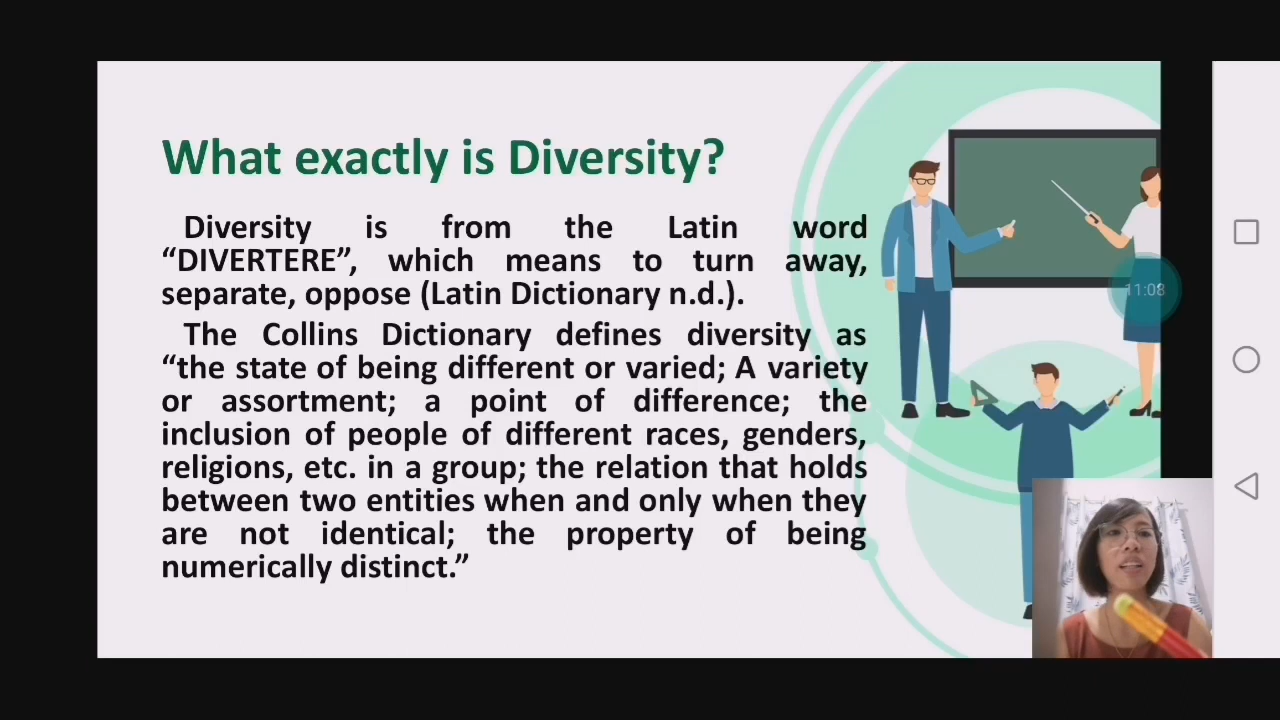 What exactly is Diversity?
Diversity is from the Latin word
“DIVERTERE”, which means to turn away,
separate, oppose (Latin Dictionary n.d.).
The Collins Dictionary defines diversity as
“the state of being different or varied; A variety
or assortment; a point of difference; the
inclusion of people of different races, genders,
religions, etc. in a group; the relation that holds
between two entities when and only when they
are not identical; the property of being
numerically distinct.”
11:08